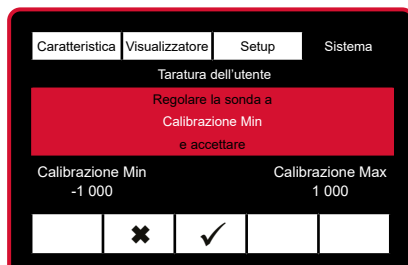 Caratteristica Visualizzatore Setup Sistema
Taratura dell'utente
Regolare la sonda a
Calibrazione Min
e accettare
Calibrazione Min Calibrazione Max
-1 000 1 000